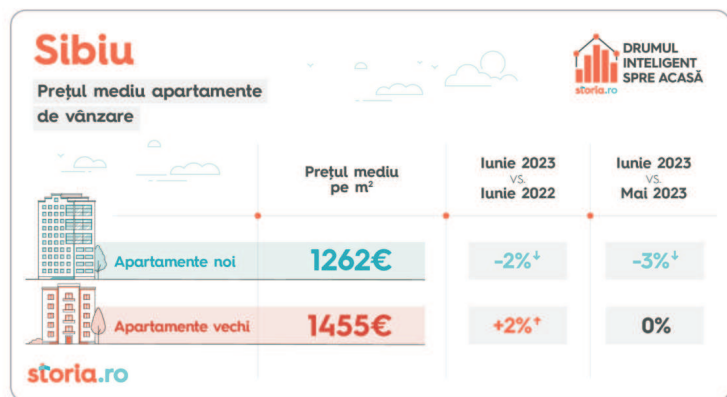 Sibiu
Prețul mediu apartamente
de vânzare
DRUMUL
INTELIGENT
SPRE ACASĂ
storia.ro
Prețul mediu
pe m²
Iunie 2023
VS.
Iunie 2022
Iunie 2023
VS.
Mai 2023
Apartamente noi
1262€
-2%↓
-3%↓
Apartamente vechi
1455€
+2%↑
0%
storia.ro